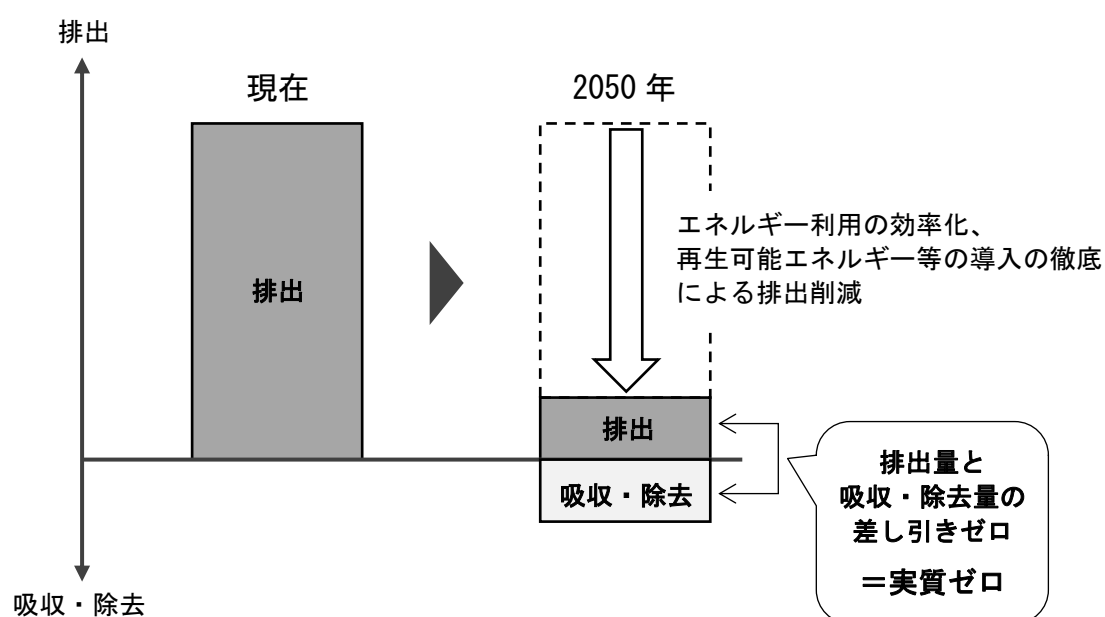 排出
現在
2050 年
エネルギー利用の効率化、
再生可能エネルギー等の導入の徹底
による排出削減
排出
排出
吸収・除去
排出量と
吸収・除去量の
差し引きゼロ
＝実質ゼロ
吸収・除去